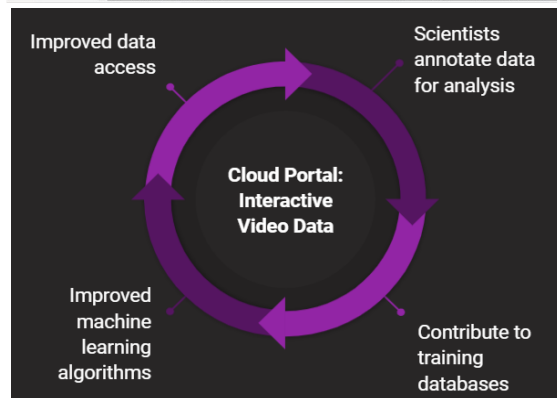 Improved data
access
Scientists
annotate data
for analysis
Cloud Portal:
Interactive
Video Data
Improved
machine
learning
algorithms
Contribute to
training
databases